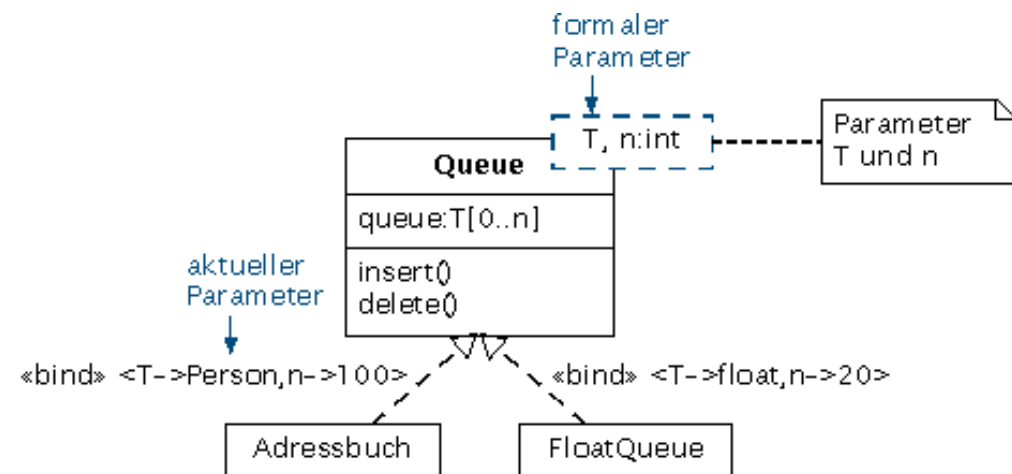 formaler
Parameter
T, n:int
Parameter
T und n
Queue
queue:T[0..n]
insert()
delete()
aktueller
Parameter
«bind» <T->Person,n->100>
«bind» <T->float,n->20>
Adressbuch
FloatQueue